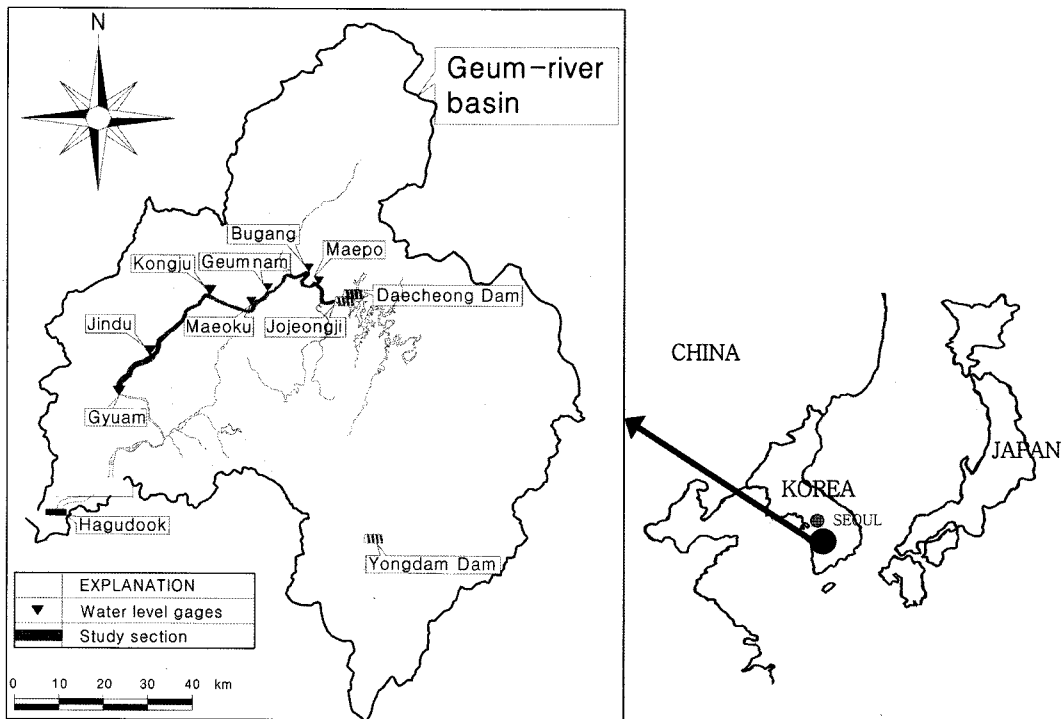 N
Geum-river
basin
Bugang
Maepo
Kongju
Geumnam
Daecheong Dam
Jindu
Maeoku
Jojeongji
Gyuam
Hagudook
Yongdam Dam
EXPLANATION
Water level gages
Study section
0 10 20 30 40 km
CHINA
JAPAN
KOREA
SEOUL